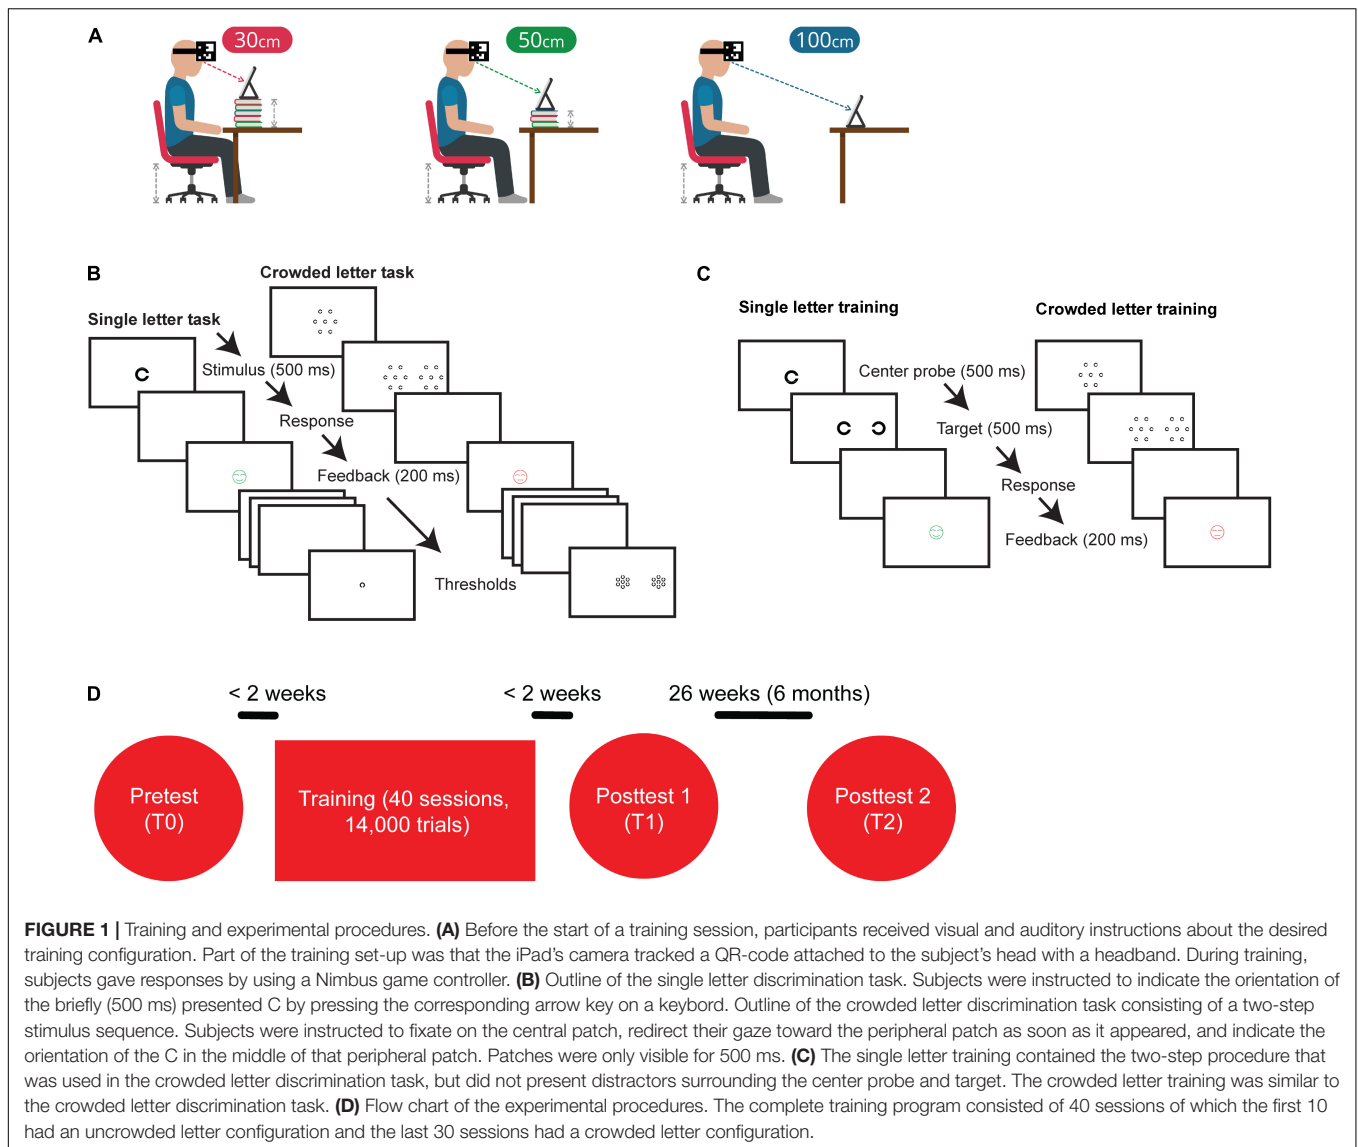 A
30cm
50cm
100cm
B
Crowded letter task
Single letter task
Stimulus (500 ms)
Response
Feedback (200 ms)
Thresholds
C
Single letter training
Crowded letter training
Center probe (500 ms)
Target (500 ms)
Response
Feedback (200 ms)
D
< 2 weeks
< 2 weeks
26 weeks (6 months)
Pretest
(T0)
Training (40 sessions,
14,000 trials)
Posttest 1
(T1)
Posttest 2
(T2)
FIGURE 1 | Training and experimental procedures. (A) Before the start of a training session, participants received visual and auditory instructions about the desired
training configuration. Part of the training set-up was that the iPad's camera tracked a QR-code attached to the subject's head with a headband. During training,
subjects gave responses by using a Nimbus game controller. (B) Outline of the single letter discrimination task. Subjects were instructed to indicate the orientation of
the briefly (500 ms) presented C by pressing the corresponding arrow key on a keybord. Outline of the crowded letter discrimination task consisting of a two-step
stimulus sequence. Subjects were instructed to fixate on the central patch, redirect their gaze toward the peripheral patch as soon as it appeared, and indicate the
orientation of the C in the middle of that peripheral patch. Patches were only visible for 500 ms. (C) The single letter training contained the two-step procedure that
was used in the crowded letter discrimination task, but did not present distractors surrounding the center probe and target. The crowded letter training was similar to
the crowded letter discrimination task. (D) Flow chart of the experimental procedures. The complete training program consisted of 40 sessions of which the first 10
had an uncrowded letter configuration and the last 30 sessions had a crowded letter configuration.